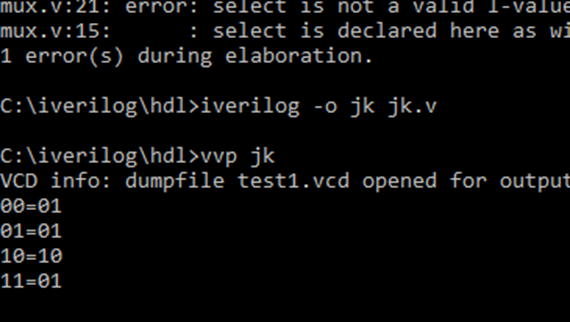 mux.v:21: error: select is not a valid l-value
mux.v:15:      : select is declared here as wi
1 error(s) during elaboration.
C:\iverilog\hdl>iverilog -o jk jk.v
C:\iverilog\hdl>vvp jk
VCD info: dumpfile test1.vcd opened for output
00=01
01=01
10=10
11=01